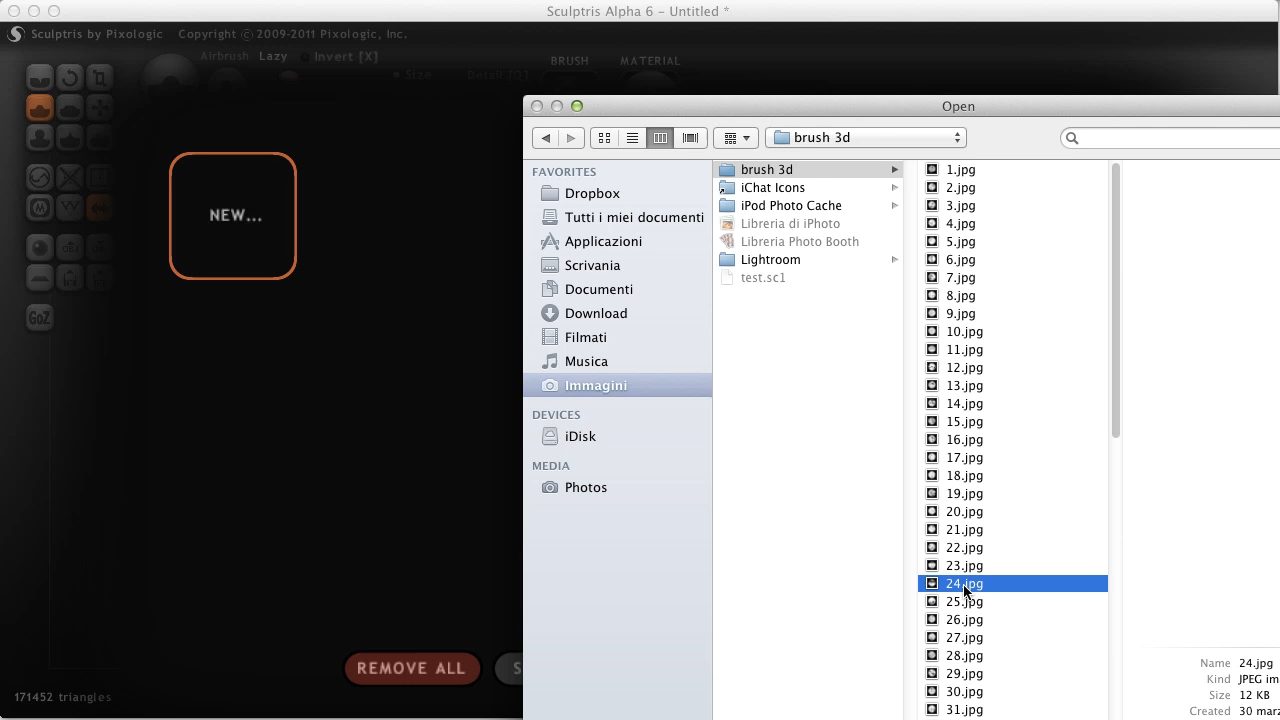 Sculptris Alpha 6 - Untitled *
Sculptris by Pixologic Copyright ©2009-2011 Pixologic, Inc.
Airbrush Lazy Invert [X]
Size Detail [Q]
BRUSH MATERIAL
NEW...
OBJ
GoZ
REMOVE ALL S
171452 triangles
Open
brush 3d
FAVORITES
Dropbox
Tutti i miei documenti
Applicazioni
Scrivania
Documenti
Download
Filmati
Musica
Immagini
DEVICES
iDisk
MEDIA
Photos
brush 3d
iChat Icons
iPod Photo Cache
Libreria di iPhoto
Libreria Photo Booth
Lightroom
test.sc1
1.jpg
2.jpg
3.jpg
4.jpg
5.jpg
6.jpg
7.jpg
8.jpg
9.jpg
10.jpg
11.jpg
12.jpg
13.jpg
14.jpg
15.jpg
16.jpg
17.jpg
18.jpg
19.jpg
20.jpg
21.jpg
22.jpg
23.jpg
24.jpg
25.jpg
26.jpg
27.jpg
28.jpg
29.jpg
30.jpg
31.jpg
Name 24.jpg
Kind JPEG im
Size 12 KB
Created 30 marz